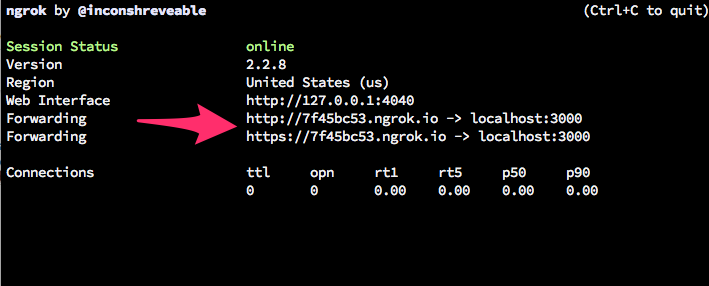 ngrok by @inconshreveable (Ctrl+C to quit)
Session Status online
Version 2.2.8
Region United States (us)
Web Interface http://127.0.0.1:4040
Forwarding http://7f45bc53.ngrok.io -> localhost:3000
Forwarding https://7f45bc53.ngrok.io -> localhost:3000
Connections ttl opn rt1 rt5 p50 p90
0 0 0.00 0.00 0.00 0.00